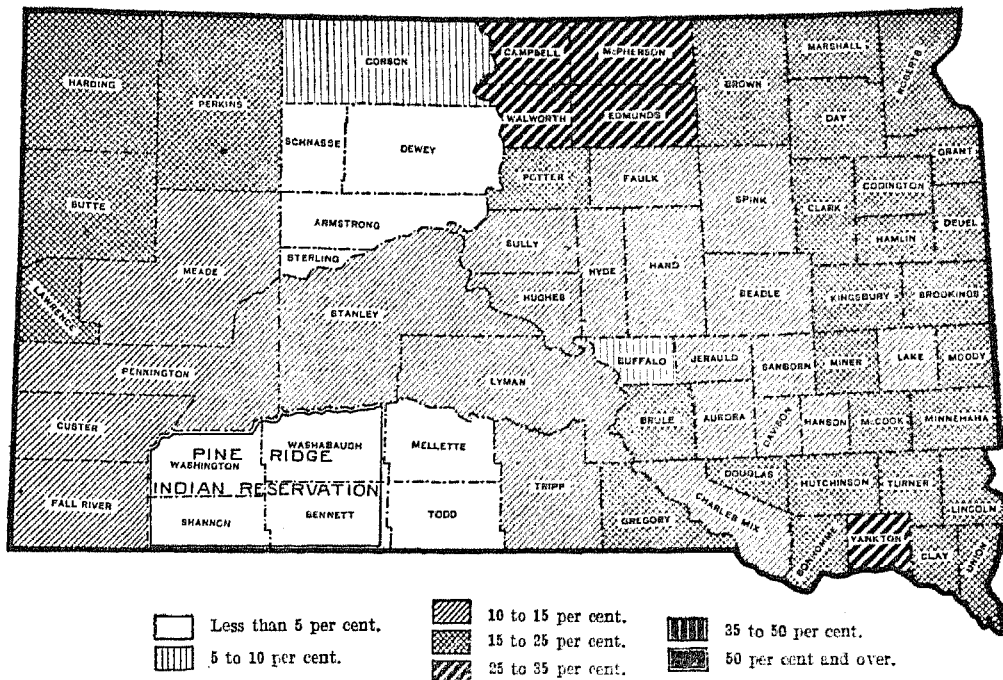 HARDING
PERKINS
CORSON
CAMPBELL
McPHERSON
BROWN
MARSHALL
ROBERTS
WALWORTH
EDMUNDS
DAY
SCHNASSE
DEWEY
GRANT
BUTTE
POTTER
FAULK
SPINK
CODINGTON
CLARK
DEUEL
ARMSTRONG
HAMLIN
MEADE
STERLING
SULLY
HYDE
HAND
LAWRENCE
STANLEY
HUGHES
BEADLE
KINGSBURY
BROOKINGS
PENNINGTON
LYMAN
BUFFALO
JERAULD
SANBORN
MINER
LAKE
MOODY
CUSTER
BRULE
AURORA
DAVISON
HANSON
McCOOK
MINNEHAHA
WASHABAUGH
MELLETTE
PINE RIDGE
WASHINGTON
INDIAN RESERVATION
FALL RIVER
TRIPP
DOUGLAS
HUTCHINSON
TURNER
LINCOLN
SHANNON
BENNETT
TODD
GREGORY
CHARLES MIX
BONHOMME
YANKTON
CLAY
UNION
Less than 5 per cent.
5 to 10 per cent.
10 to 15 per cent.
15 to 25 per cent.
25 to 35 per cent.
35 to 50 per cent.
50 per cent and over.